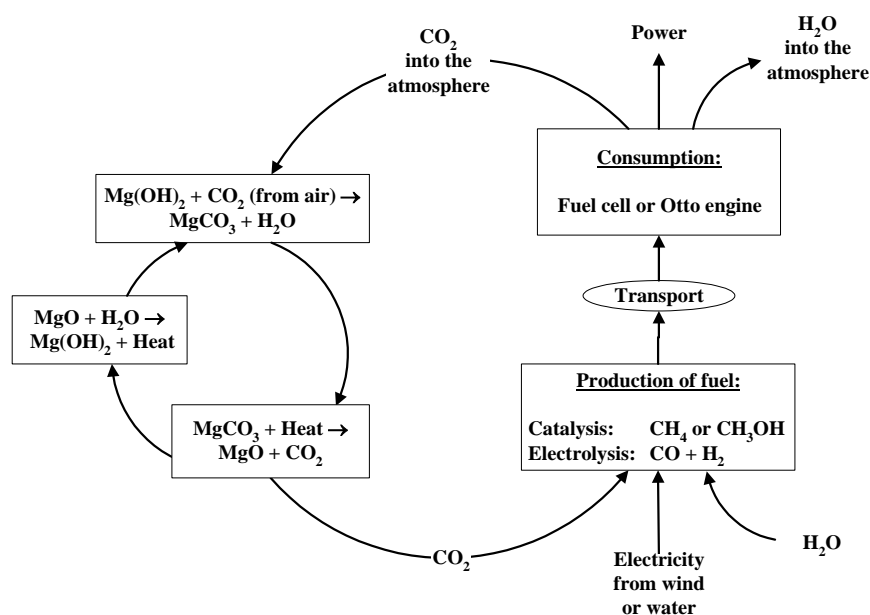 CO₂
into the
atmosphere
Power
H₂O
into the
atmosphere
Consumption:
Fuel cell or Otto engine
Mg(OH)₂ + CO₂ (from air) →
MgCO₃ + H₂O
Transport
MgO + H₂O →
Mg(OH)₂ + Heat
Production of fuel:
Catalysis: CH₄ or CH₃OH
Electrolysis: CO + H₂
MgCO₃ + Heat →
MgO + CO₂
CO₂
Electricity
from wind
or water
H₂O